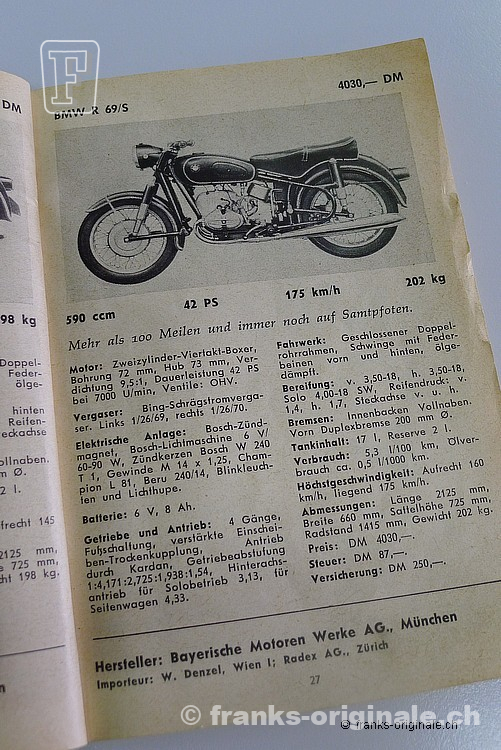 F
DM
98 kg
Doppel-
Feder-
ölge-
hinten
Reifen-
teckachse
ollnaben.
m Ø.
2 l.
ufrecht 145
2125 mm,
e 725 mm,
ht 198 kg.
BMW R 69/S
4030,— DM
590 ccm
42 PS
175 km/h
202 kg
Mehr als 100 Meilen und immer noch auf Samtpfoten.
Motor: Zweizylinder-Viertakt-Boxer,
Bohrung 72 mm, Hub 73 mm, Ver-
dichtung 9,5:1, Dauerleistung 42 PS
bei 7000 U/min, Ventile: OHV.
Vergaser: Bing-Schrägstromverga-
ser. Links 1/26/69, rechts 1/26/70.
Elektrische Anlage: Bosch-Zünd-
magnet, Bosch-Lichtmaschine 6 V/
60-90 W, Zündkerzen Bosch W 240
T 1, Gewinde M 14 x 1,25, Cham-
pion L 81, Beru 240/14, Blinkleuch-
ten und Lichthupe.
Batterie: 6 V, 8 Ah.
Getriebe und Antrieb: 4 Gänge,
Fußschaltung, verstärkte Einschei-
ben-Trockenkupplung, Antrieb
durch Kardan, Getriebeabstufung
1:4,171:2,725:1,938:1,54, Hinterachs-
antrieb für Solobetrieb 3,13, für
Seitenwagen 4,33.
Fahrwerk: Geschlossener Doppel-
rohrrahmen, Schwinge mit Feder-
beinen vorn und hinten, ölge-
dämpft.
Bereifung: v. 3,50-18, h. 3,50-18,
Solo 4,00-18 SW, Reifendruck: v.
1,4, h. 1,7, Steckachse v. u. h.
Bremsen: Innenbacken Vollnaben.
Vorn Duplexbremse 200 mm Ø.
Tankinhalt: 17 l, Reserve 2 l.
Verbrauch: 5,3 l/100 km, Ölver-
brauch ca. 0,5 l/1000 km.
Höchstgeschwindigkeit: Aufrecht 160
km/h, liegend 175 km/h.
Abmessungen: Länge 2125 mm,
Breite 660 mm, Sattelhöhe 725 mm,
Radstand 1415 mm, Gewicht 202 kg.
Preis: DM 4030,—
Steuer: DM 87,—.
Versicherung: DM 250,—.
Hersteller: Bayerische Motoren Werke AG., München
Importeur: W. Denzel, Wien I; Radex AG., Zürich
27
© franks-originale.ch
© franks-originale.ch